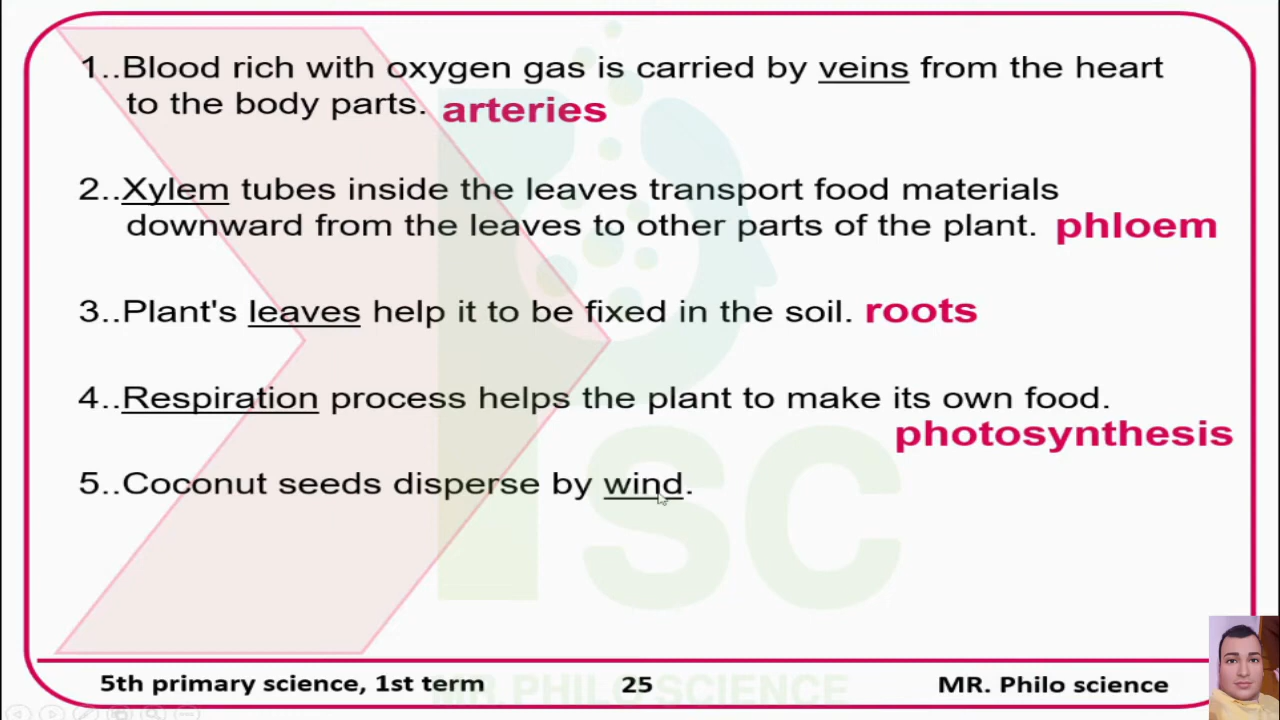 1..Blood rich with oxygen gas is carried by veins from the heart
to the body parts. arteries
2..Xylem tubes inside the leaves transport food materials
downward from the leaves to other parts of the plant. phloem
3..Plant's leaves help it to be fixed in the soil. roots
4..Respiration process helps the plant to make its own food.
photosynthesis
5..Coconut seeds disperse by wind.
SC
MR. PHILO SCIENCE
5th primary science, 1st term 25 MR. Philo science